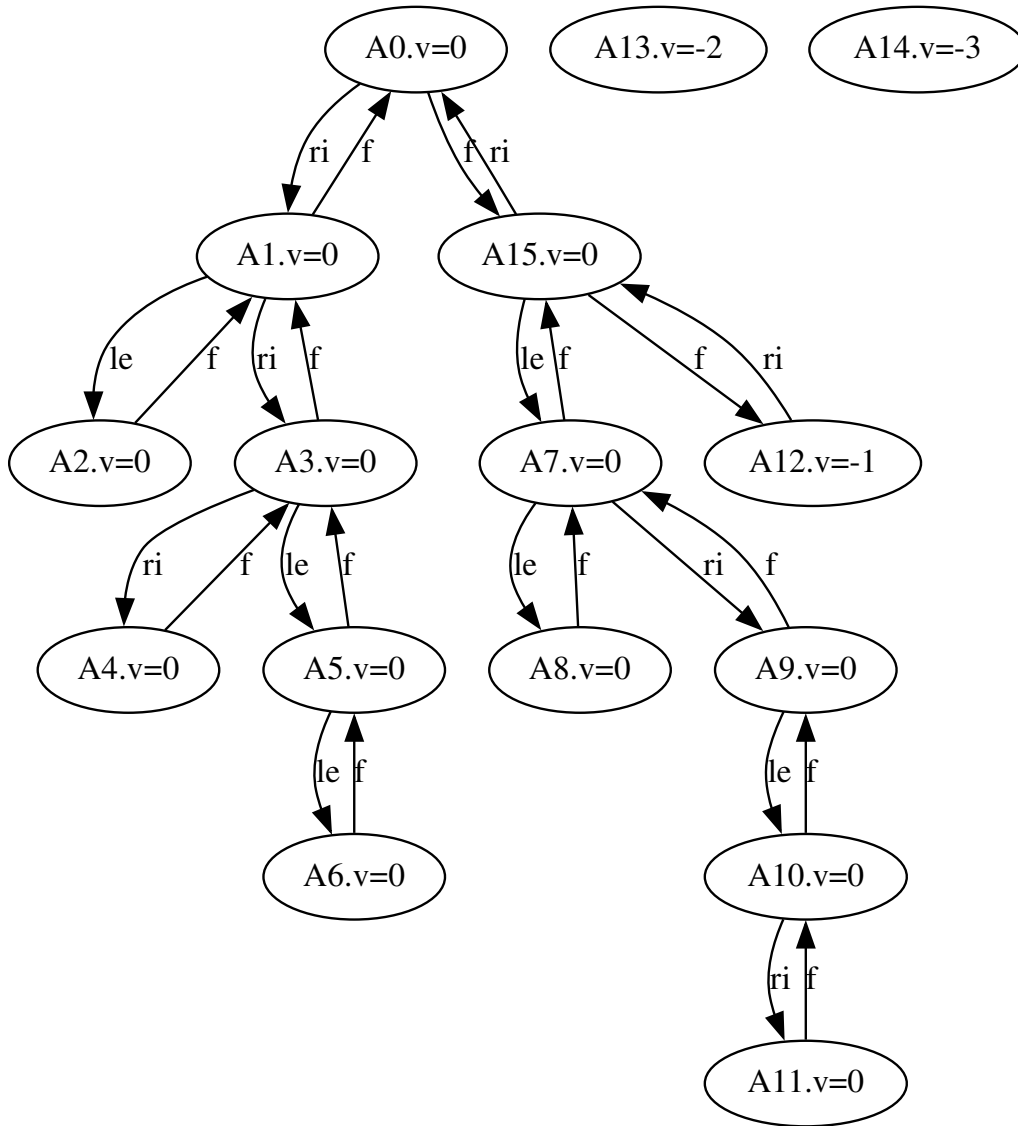 A0.v=0 A13.v=-2 A14.v=-3
ri f f ri
A1.v=0 A15.v=0
le f ri f le f f ri
A2.v=0 A3.v=0 A7.v=0 A12.v=-1
ri f le f le f ri f
A4.v=0 A5.v=0 A8.v=0 A9.v=0
le f le f
A6.v=0 A10.v=0
ri f
A11.v=0